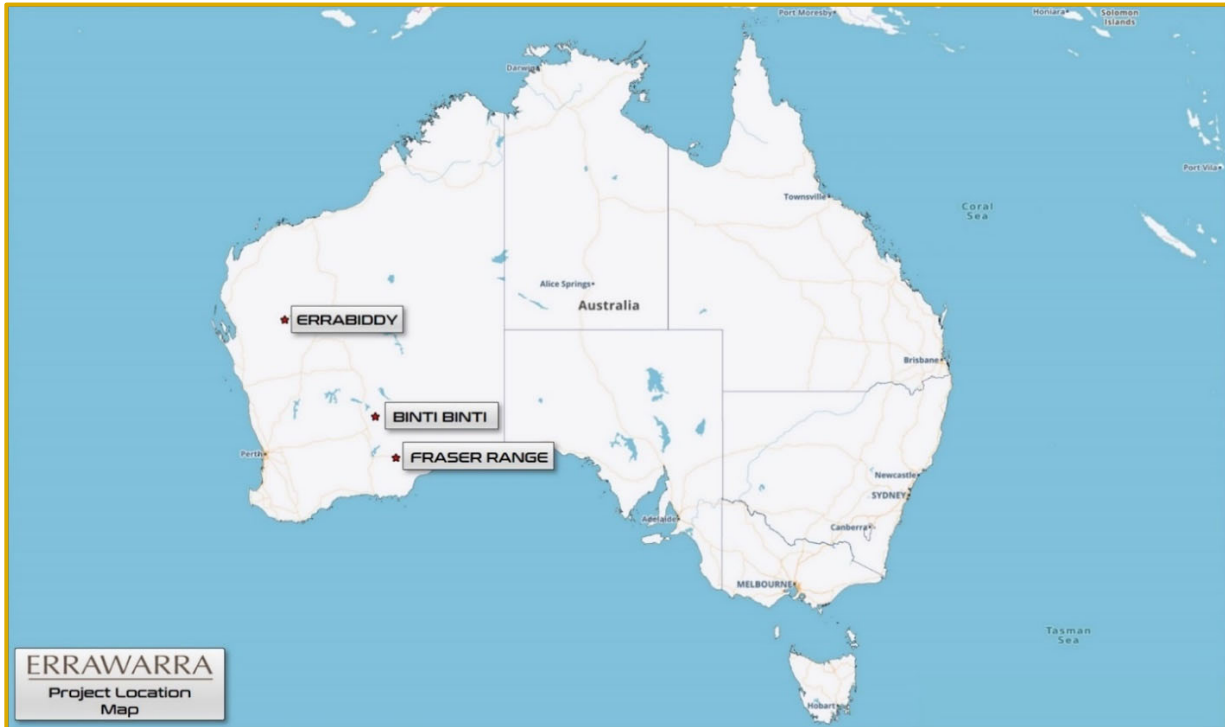 Port Moresby
Honiara
Solomon
Islands
Darwin
Port Vila
Townsville
Coral
Sea
Alice Springs
Australia
ERRABIDDY
Brisbane
BINTI BINTI
Perth
FRASER RANGE
Newcastle
SYDNEY
Adelaide
Canberra
MELBOURNE
Tasman
Sea
ERRAWARRA
Project Location
Map
Hobart